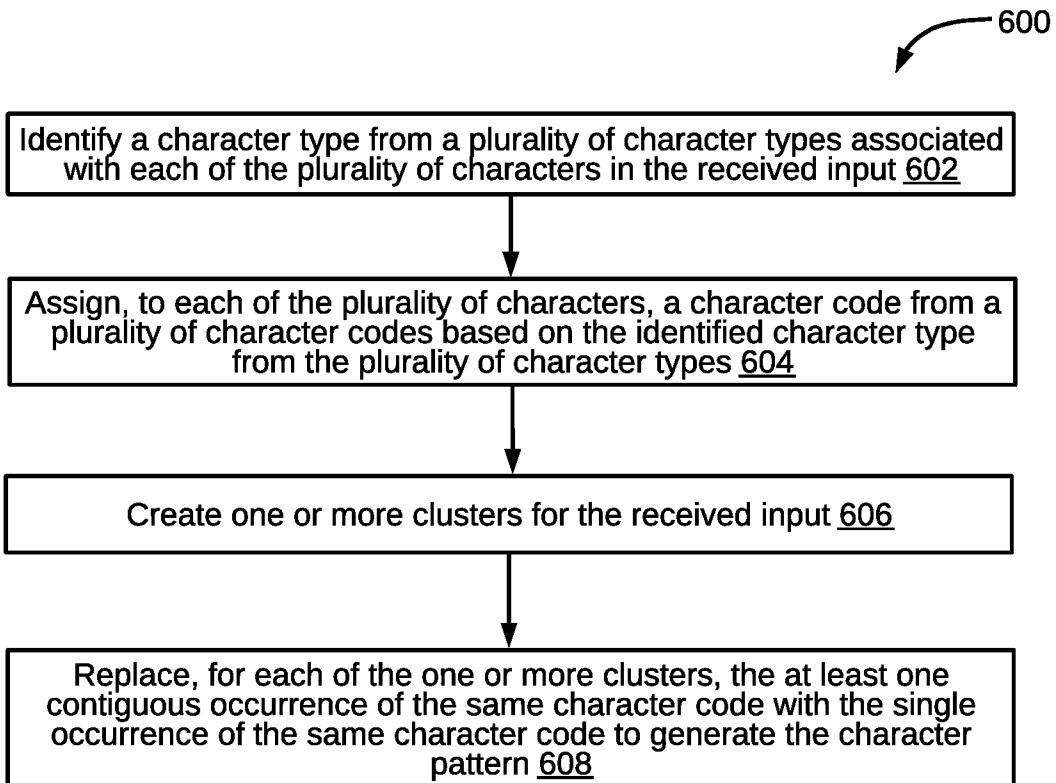 600
Identify a character type from a plurality of character types associated
with each of the plurality of characters in the received input 602
Assign, to each of the plurality of characters, a character code from a
plurality of character codes based on the identified character type
from the plurality of character types 604
Create one or more clusters for the received input 606
Replace, for each of the one or more clusters, the at least one
contiguous occurrence of the same character code with the single
occurrence of the same character code to generate the character
pattern 608